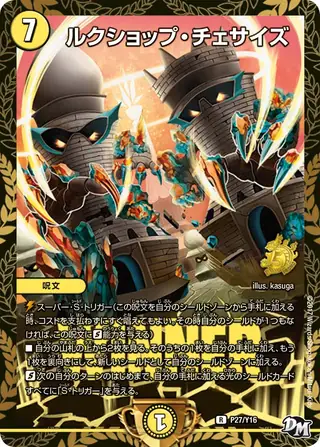 7
ルクショップ・チェサイズ
illus. kasuga
呪文
スーパー・S・トリガー(この呪文を自分のシールドゾーンから手札に加える
時、コストを支払わずにすぐ唱えてもよい。その時自分のシールドが1つもな
ければ、この呪文に S 能力を与える)
■自分の山札の上から2枚を見る。そのうちの1枚を自分の手札に加え、もう
1枚を裏向きにして、新しいシールドとして自分のシールドゾーンに加える。
S 次の自分のターンのはじめまで、自分の手札に加える光のシールドカード
すべてに「S・トリガー」を与える。
1
R P27/Y16
DM